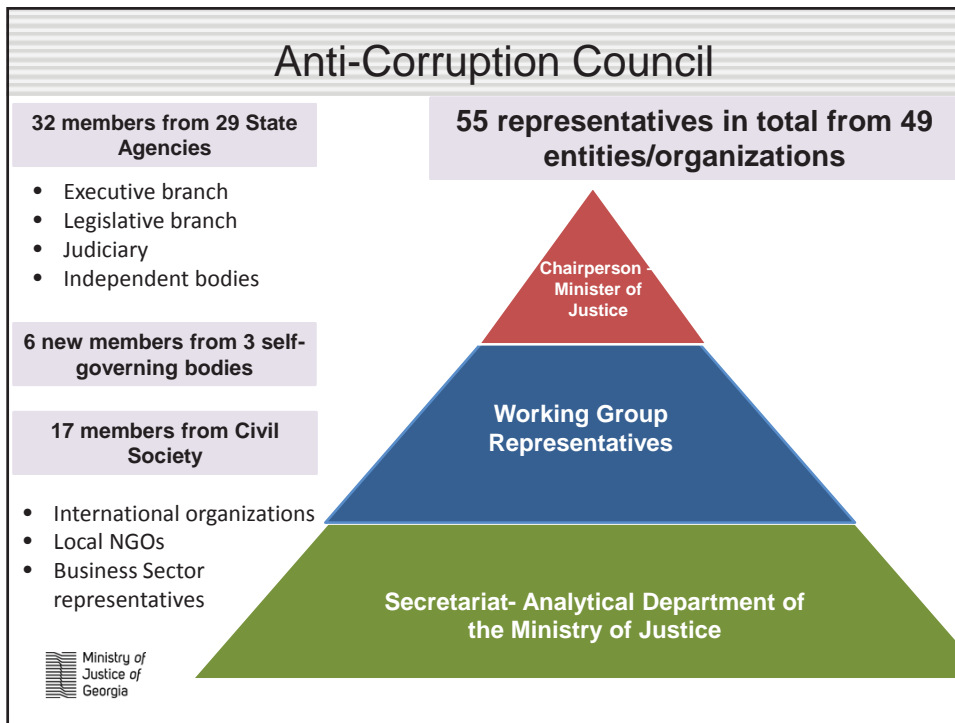 Anti-Corruption Council
32 members from 29 State
Agencies
• Executive branch
• Legislative branch
• Judiciary
• Independent bodies
6 new members from 3 self-
governing bodies
17 members from Civil
Society
• International organizations
• Local NGOs
• Business Sector
representatives
55 representatives in total from 49
entities/organizations
Chairperson -
Minister of
Justice
Working Group
Representatives
Secretariat- Analytical Department of
the Ministry of Justice
Ministry of
Justice of
Georgia